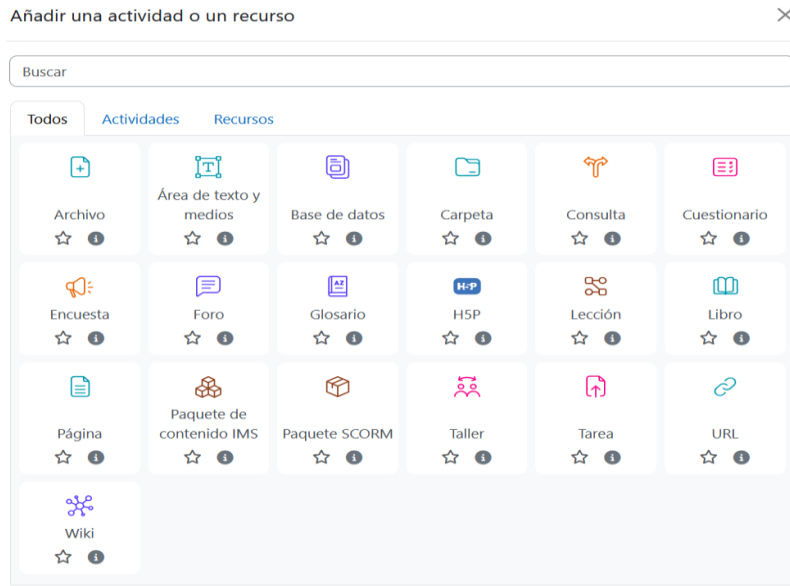 Añadir una actividad o un recurso
Buscar
Todos Actividades Recursos
Archivo
Área de texto y
medios
Base de datos
Carpeta
Consulta
Cuestionario
Encuesta
Foro
Glosario
H5P
H5P
Lección
Libro
Página
Paquete de
contenido IMS
Paquete SCORM
Taller
Tarea
URL
Wiki